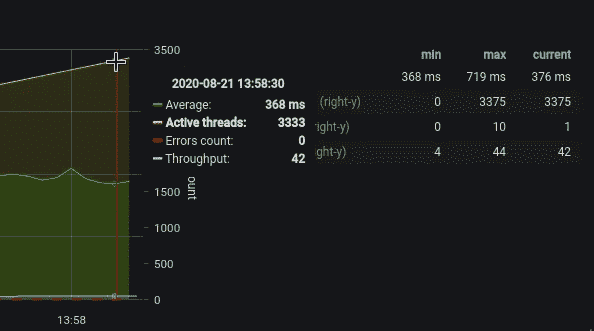 3500
1500
1000
500
0
13:58
ount
2020-08-21 13:58:30
Average: 368 ms
Active threads: 3333
Errors count: 0
Throughput: 42
min max current
368 ms 719 ms 376 ms
(right-y) 0 3375 3375
right-y) 0 10 1
ght-y) 4 44 42